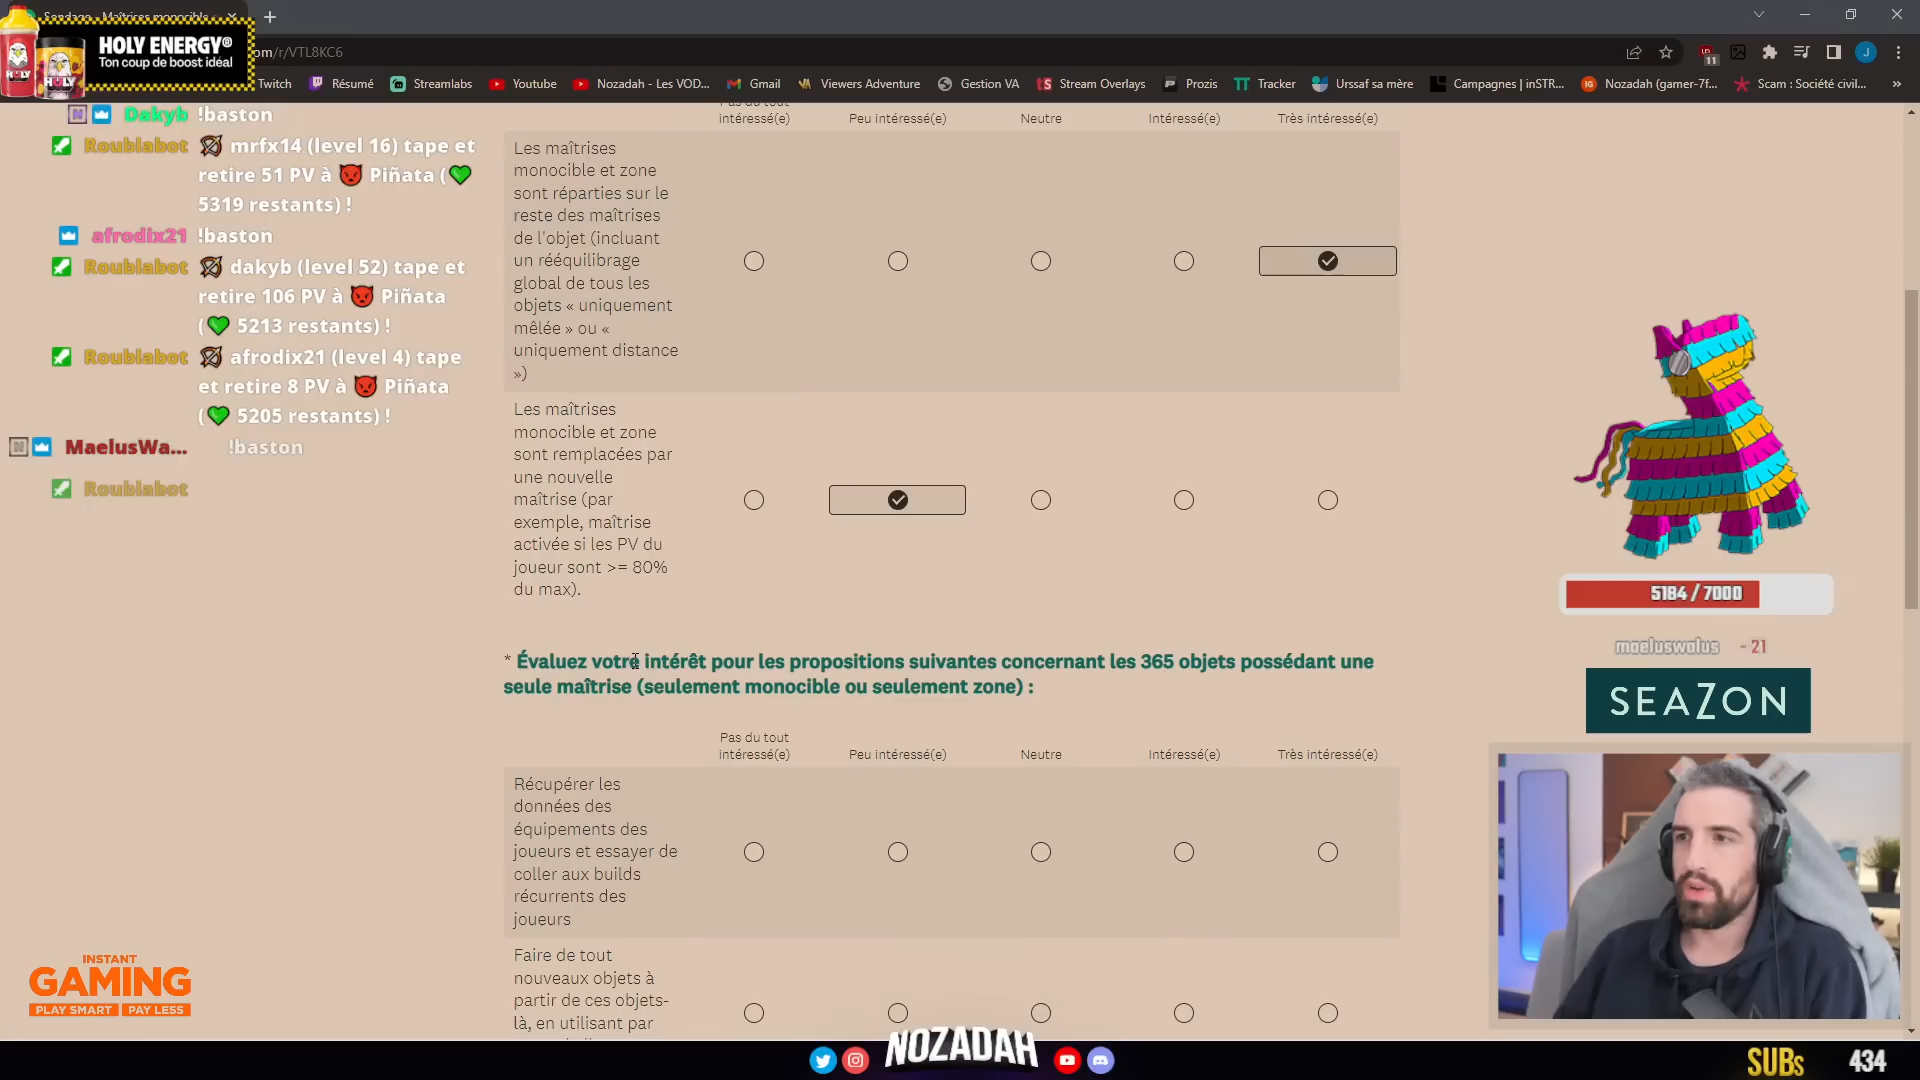 HOLY ENERGY®
Ton coup de boost idéal
om/r/VTL8KC6
11
J
Twitch
Résumé
Streamlabs
Youtube
Nozadah - Les VOD...
Gmail
Viewers Adventure
Gestion VA
Stream Overlays
Prozis
Tracker
Urssaf sa mère
Campagnes | inSTR...
Nozadah (gamer-7f...
Scam : Société civil...
»
Dakyb !baston
Roublabot mrfx14 (level 16) tape et
retire 51 PV à Piñata (
5319 restants) !
afrodix21 !baston
Roublabot dakyb (level 52) tape et
retire 106 PV à Piñata
( 5213 restants) !
Roublabot afrodix21 (level 4) tape
et retire 8 PV à Piñata
( 5205 restants) !
MaelusWa... !baston
Roublabot
intéressé(e) Peu intéressé(e) Neutre Intéressé(e) Très intéressé(e)
Les maîtrises
monocible et zone
sont réparties sur le
reste des maîtrises
de l'objet (incluant
un rééquilibrage
global de tous les
objets « uniquement
mêlée » ou «
uniquement distance
»)
Les maîtrises
monocible et zone
sont remplacées par
une nouvelle
maîtrise (par
exemple, maîtrise
activée si les PV du
joueur sont >= 80%
du max).
* Évaluez votre intérêt pour les propositions suivantes concernant les 365 objets possédant une
seule maîtrise (seulement monocible ou seulement zone) :
Pas du tout
intéressé(e) Peu intéressé(e) Neutre Intéressé(e) Très intéressé(e)
Récupérer les
données des
équipements des
joueurs et essayer de
coller aux builds
récurrents des
joueurs
Faire de tout
nouveaux objets à
partir de ces objets-
là, en utilisant par
5184 / 7000
maeluswalus - 21
SEAZON
INSTANT
GAMING
PLAY SMART PAY LESS
NOZADAH
SUBs 434